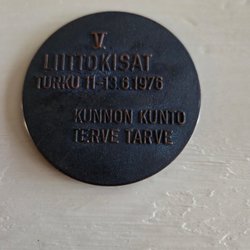 V.
LIITTOKISAT
TURKU 11-13.6.1976
KUNNON KUNTO
TERVE TARVE